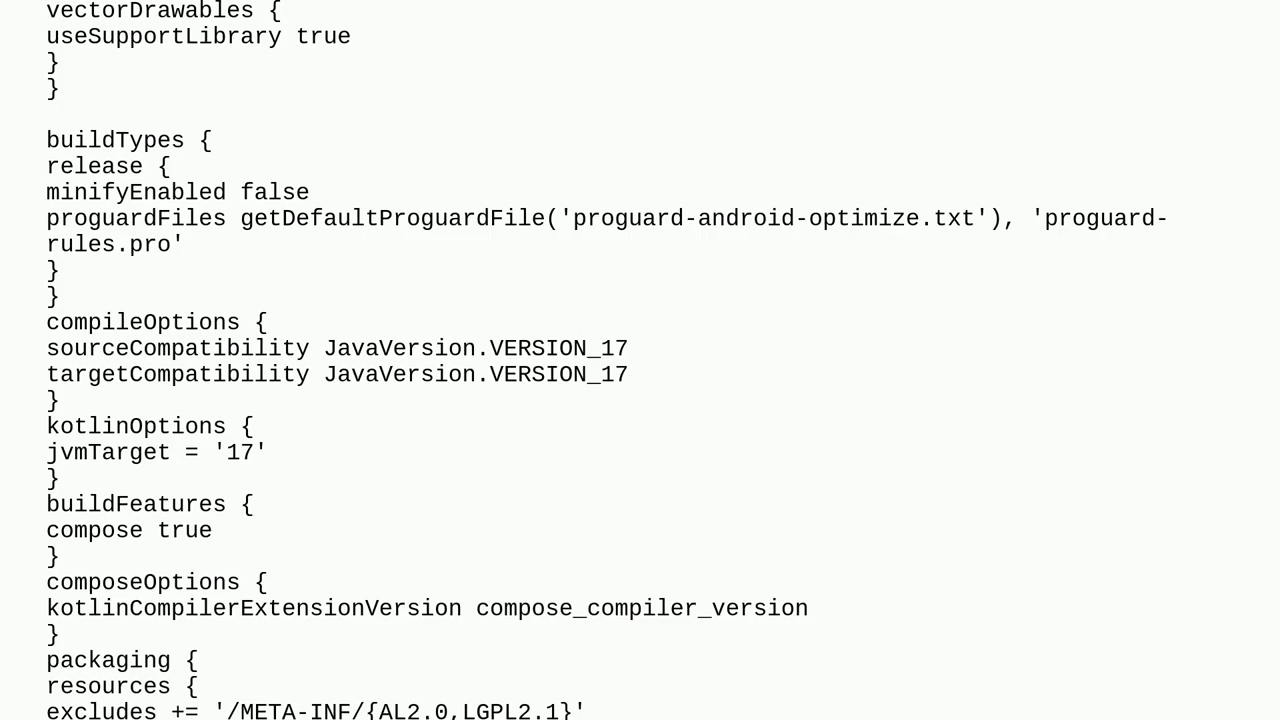 vectorDrawables {
useSupportLibrary true
}
}

buildTypes {
release {
minifyEnabled false
proguardFiles getDefaultProguardFile('proguard-android-optimize.txt'), 'proguard-
rules.pro'
}
}
compileOptions {
sourceCompatibility JavaVersion.VERSION_17
targetCompatibility JavaVersion.VERSION_17
}
kotlinOptions {
jvmTarget = '17'
}
buildFeatures {
compose true
}
composeOptions {
kotlinCompilerExtensionVersion compose_compiler_version
}
packaging {
resources {
excludes += '/META-INF/{AL2.0,LGPL2.1}'